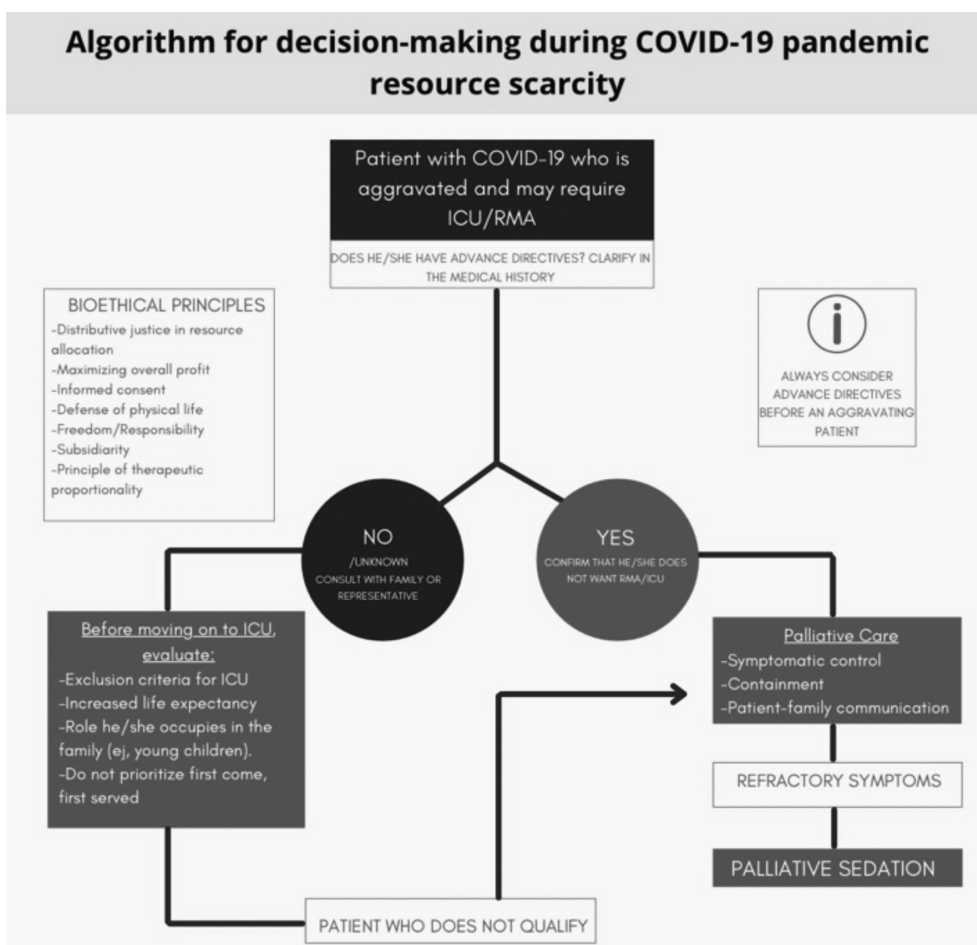 Algorithm for decision-making during COVID-19 pandemic
resource scarcity
Patient with COVID-19 who is
aggravated and may require
ICU/RMA
DOES HE/SHE HAVE ADVANCE DIRECTIVES? CLARIFY IN
THE MEDICAL HISTORY
BIOETHICAL PRINCIPLES
-Distributive justice in resource
allocation
-Maximizing overall profit
-Informed consent
-Defense of physical life
-Freedom/Responsibility
-Subsidiarity
-Principle of therapeutic
proportionality
i
ALWAYS CONSIDER
ADVANCE DIRECTIVES
BEFORE AN AGGRAVATING
PATIENT
NO
/UNKNOWN
CONSULT WITH FAMILY OR
REPRESENTATIVE
YES
CONFIRM THAT HE/SHE DOES
NOT WANT RMA/ICU
Before moving on to ICU,
evaluate:
-Exclusion criteria for ICU
-Increased life expectancy
-Role he/she occupies in the
family (ej, young children).
-Do not prioritize first come,
first served
Palliative Care
-Symptomatic control
-Containment
-Patient-family communication
REFRACTORY SYMPTOMS
PALLIATIVE SEDATION
PATIENT WHO DOES NOT QUALIFY